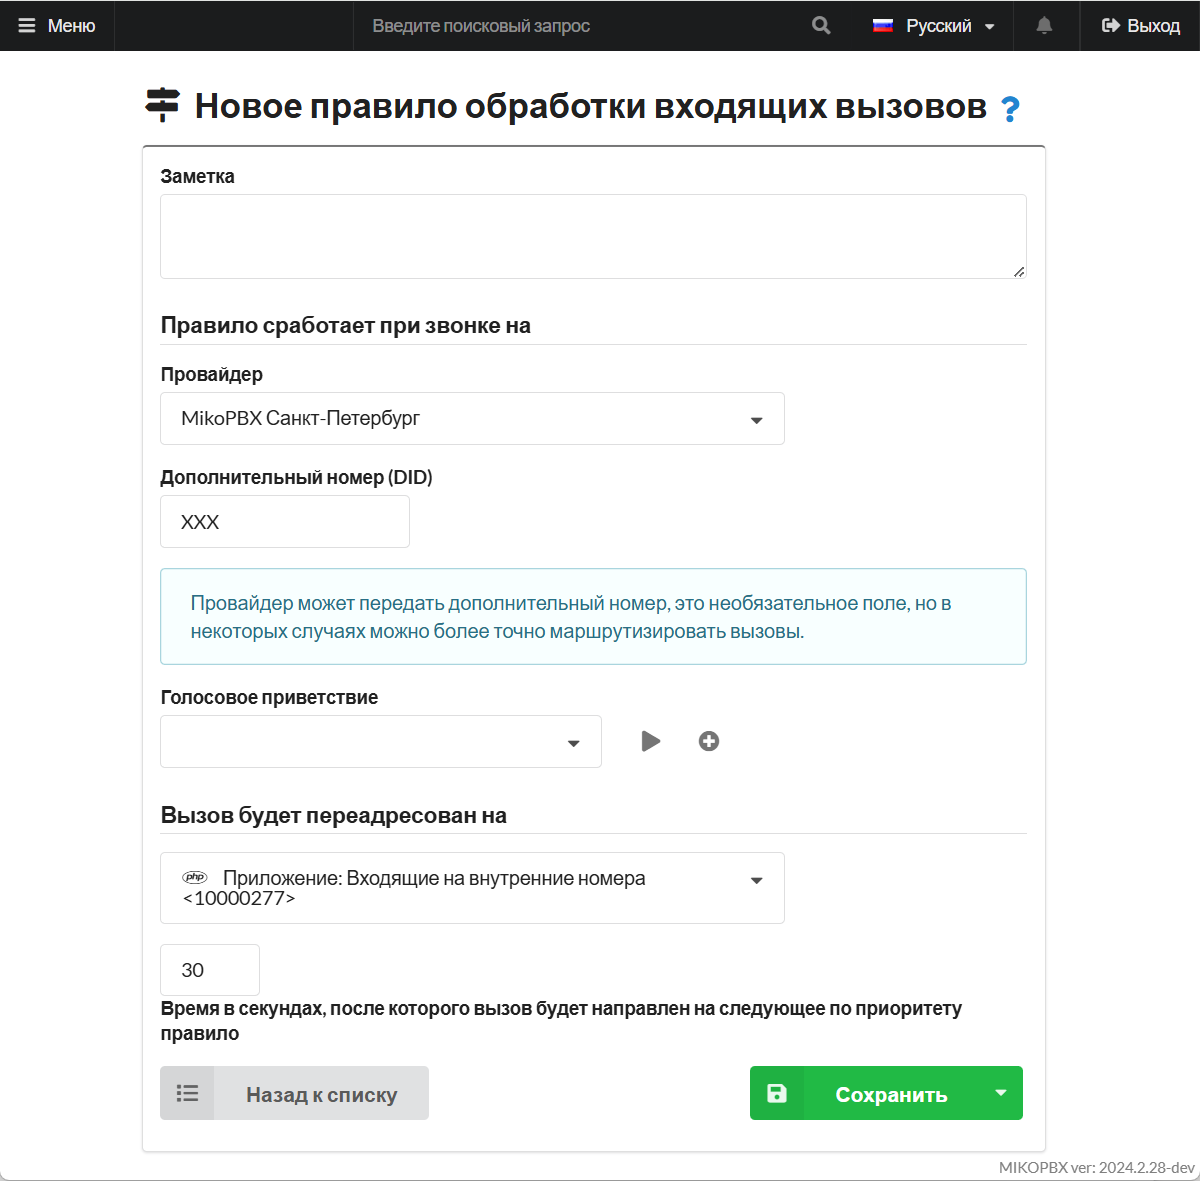 Меню
Введите поисковый запрос
Русский
Выход
Новое правило обработки входящих вызовов ?
Заметка
Правило сработает при звонке на
Провайдер
MikoPBX Санкт-Петербург
Дополнительный номер (DID)
XXX
Провайдер может передать дополнительный номер, это необязательное поле, но в
некоторых случаях можно более точно маршрутизировать вызовы.
Голосовое приветствие
Вызов будет переадресован на
php Приложение: Входящие на внутренние номера
<10000277>
30
Время в секундах, после которого вызов будет направлен на следующее по приоритету
правило
Назад к списку
Сохранить
MIKOPBX ver: 2024.2.28-dev